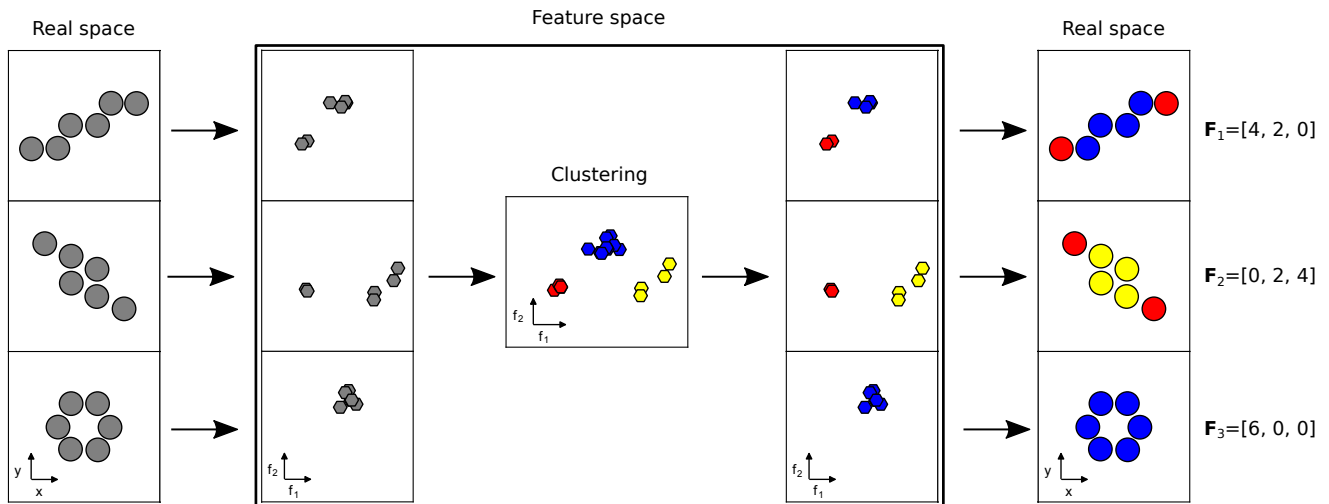 Feature space
Real space
Real space
F₁=[4, 2, 0]
Clustering
f₂
f₁
F₂=[0, 2, 4]
F₃=[6, 0, 0]
y
x
f₂
f₁
f₂
f₁
y
x